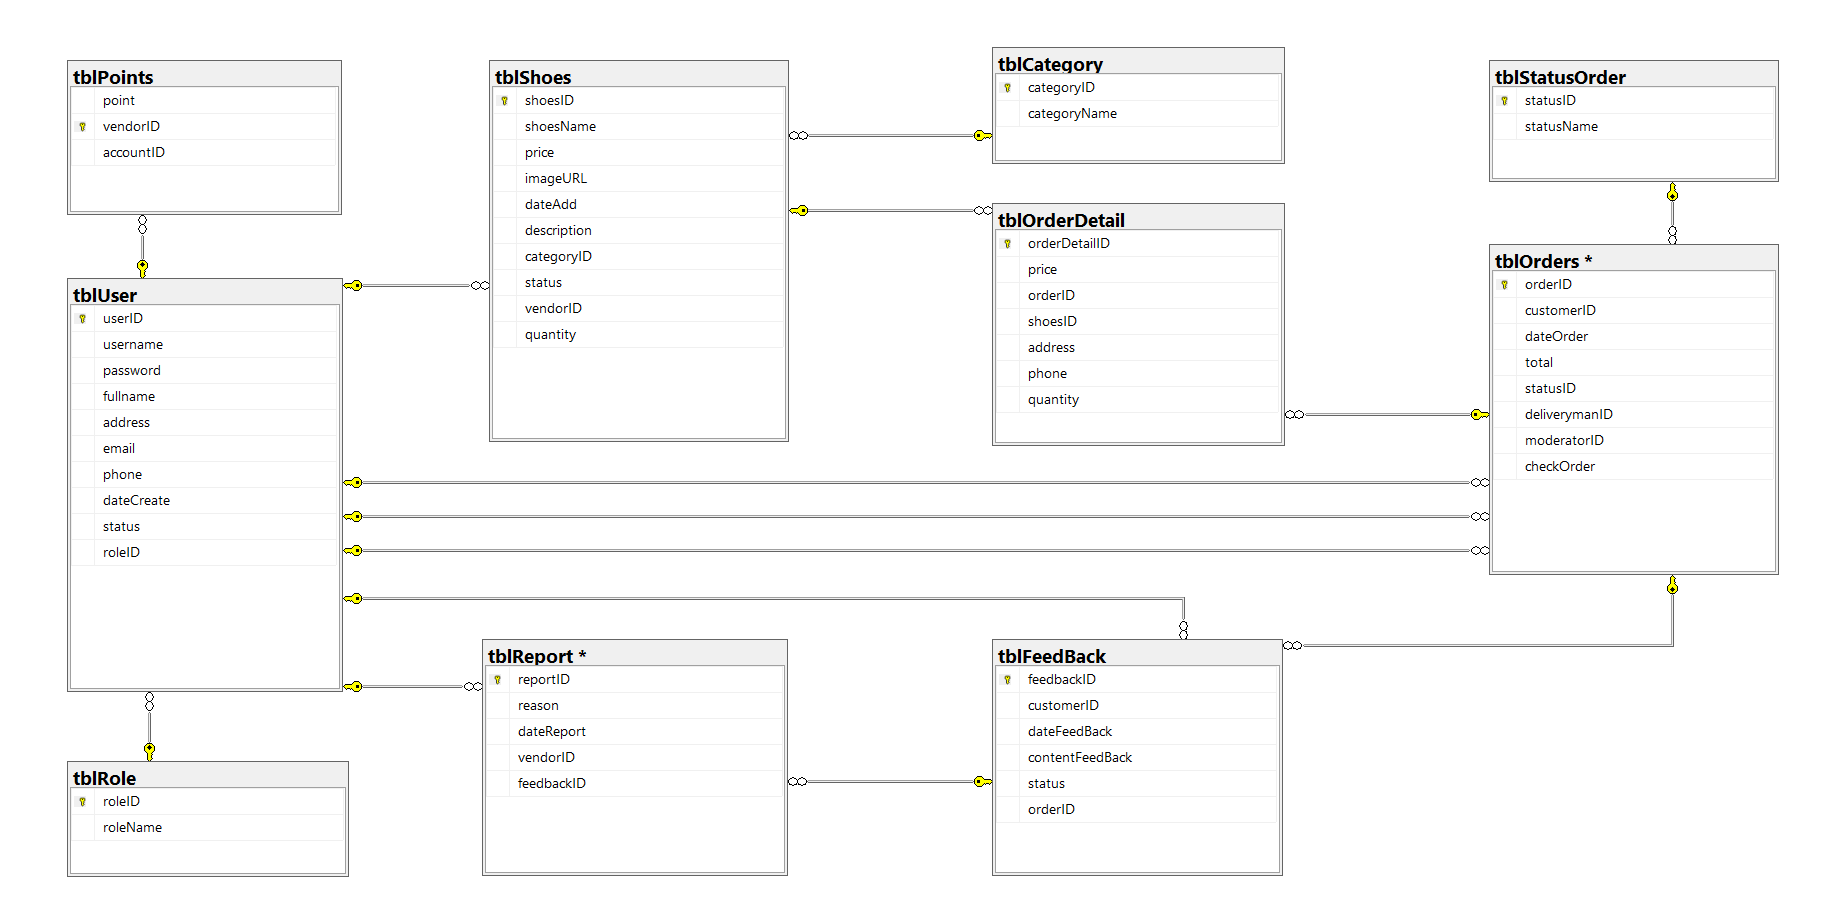 tblPoints
point
vendorID
accountID
tblShoes
shoesID
shoesName
price
imageURL
dateAdd
description
categoryID
status
vendorID
quantity
tblCategory
categoryID
categoryName
tblStatusOrder
statusID
statusName
tblOrderDetail
orderDetailID
price
orderID
shoesID
address
phone
quantity
tblOrders *
orderID
customerID
dateOrder
total
statusID
deliverymanID
moderatorID
checkOrder
tblUser
userID
username
password
fullname
address
email
phone
dateCreate
status
roleID
tblReport *
reportID
reason
dateReport
vendorID
feedbackID
tblFeedBack
feedbackID
customerID
dateFeedBack
contentFeedBack
status
orderID
tblRole
roleID
roleName